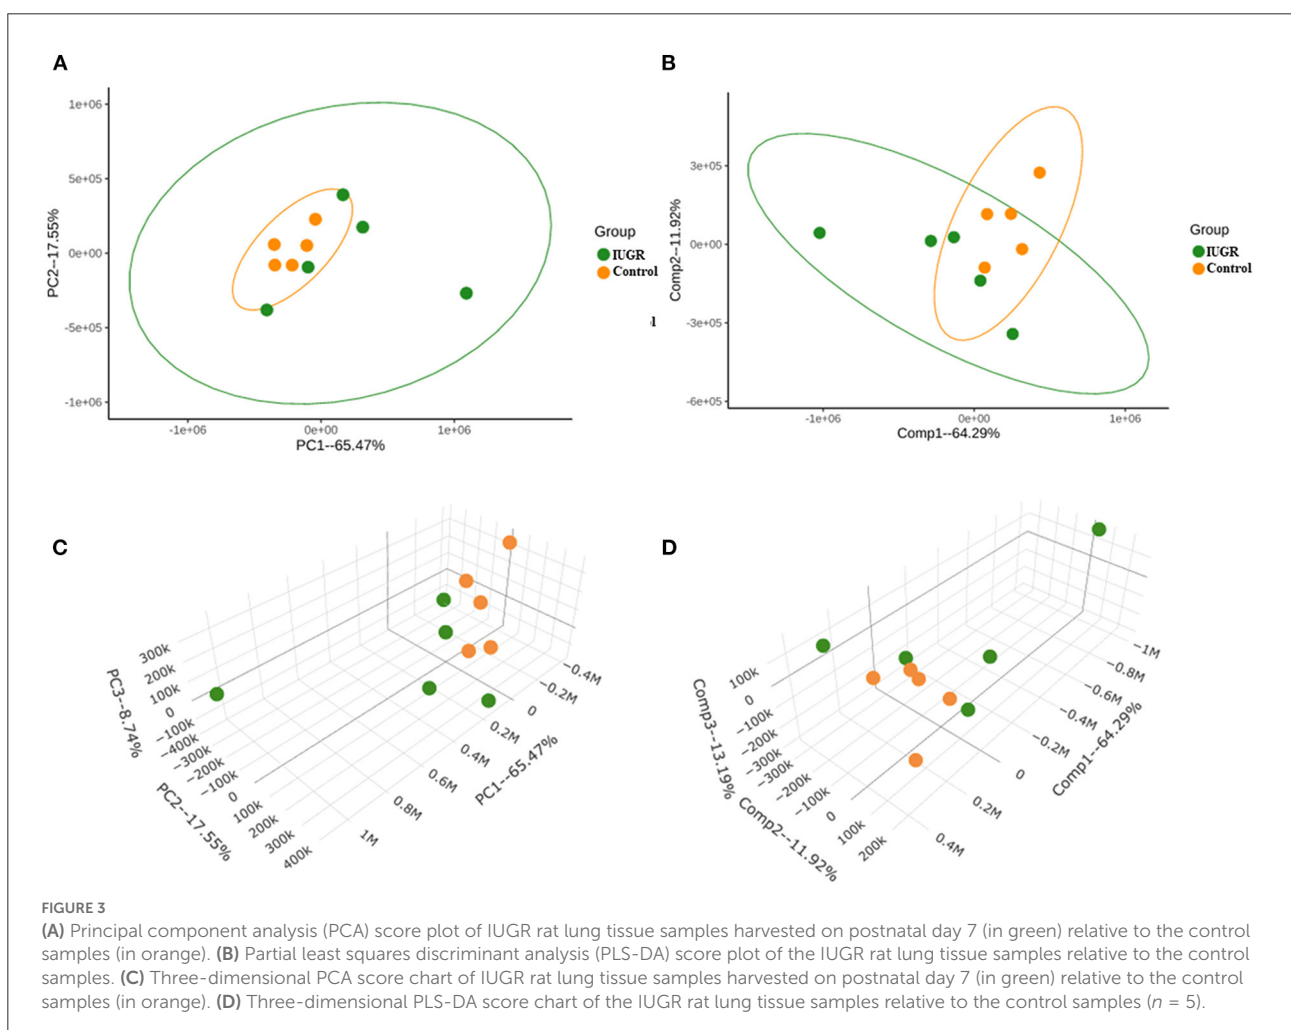 A
1e+06
5e+05
0e+00
-5e+05
-1e+06
PC2--17.55%
-1e+06
0e+00
1e+06
PC1--65.47%
Group
IUGR
Control
B
3e+05
0e+00
-3e+05
-6e+05
Comp2--11.92%
-1e+06
0e+00
1e+06
Comp1--64.29%
Group
IUGR
Control
C
300k
200k
100k
0
−100k
PC3--8.74%
−400k
−300k
−200k
−100k
0
100k
200k
300k
400k
PC2--17.55%
−0.4M
−0.2M
0
0.2M
0.4M
0.6M
0.8M
1M
PC1--65.47%
D
100k
0
−100k
−200k
−300k
Comp3--13.19%
−300k
−200k
−100k
0
100k
200k
Comp2--11.92%
−1M
−0.8M
−0.6M
−0.4M
−0.2M
0
0.2M
0.4M
Comp1--64.29%
FIGURE 3
(A) Principal component analysis (PCA) score plot of IUGR rat lung tissue samples harvested on postnatal day 7 (in green) relative to the control
samples (in orange). (B) Partial least squares discriminant analysis (PLS-DA) score plot of the IUGR rat lung tissue samples relative to the control
samples. (C) Three-dimensional PCA score chart of IUGR rat lung tissue samples harvested on postnatal day 7 (in green) relative to the control
samples (in orange). (D) Three-dimensional PLS-DA score chart of the IUGR rat lung tissue samples relative to the control samples (n = 5).